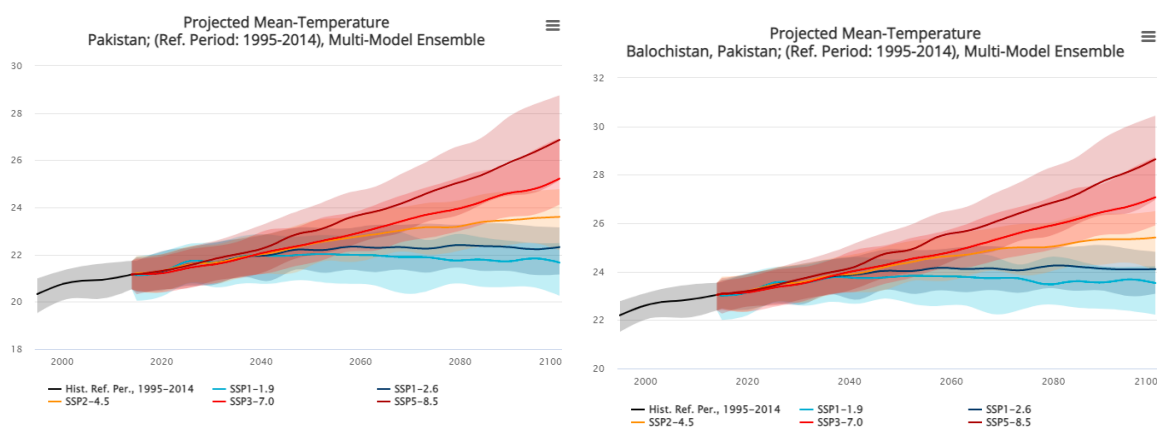 Projected Mean-Temperature
Pakistan; (Ref. Period: 1995-2014), Multi-Model Ensemble
30
28
26
24
22
20
18
2000
2020
2040
2060
2080
2100
Hist. Ref. Per., 1995-2014
SSP1-1.9
SSP1-2.6
SSP2-4.5
SSP3-7.0
SSP5-8.5
Projected Mean-Temperature
Balochistan, Pakistan; (Ref. Period: 1995-2014), Multi-Model Ensemble
32
30
28
26
24
22
20
2000
2020
2040
2060
2080
2100
Hist. Ref. Per., 1995-2014
SSP1-1.9
SSP1-2.6
SSP2-4.5
SSP3-7.0
SSP5-8.5